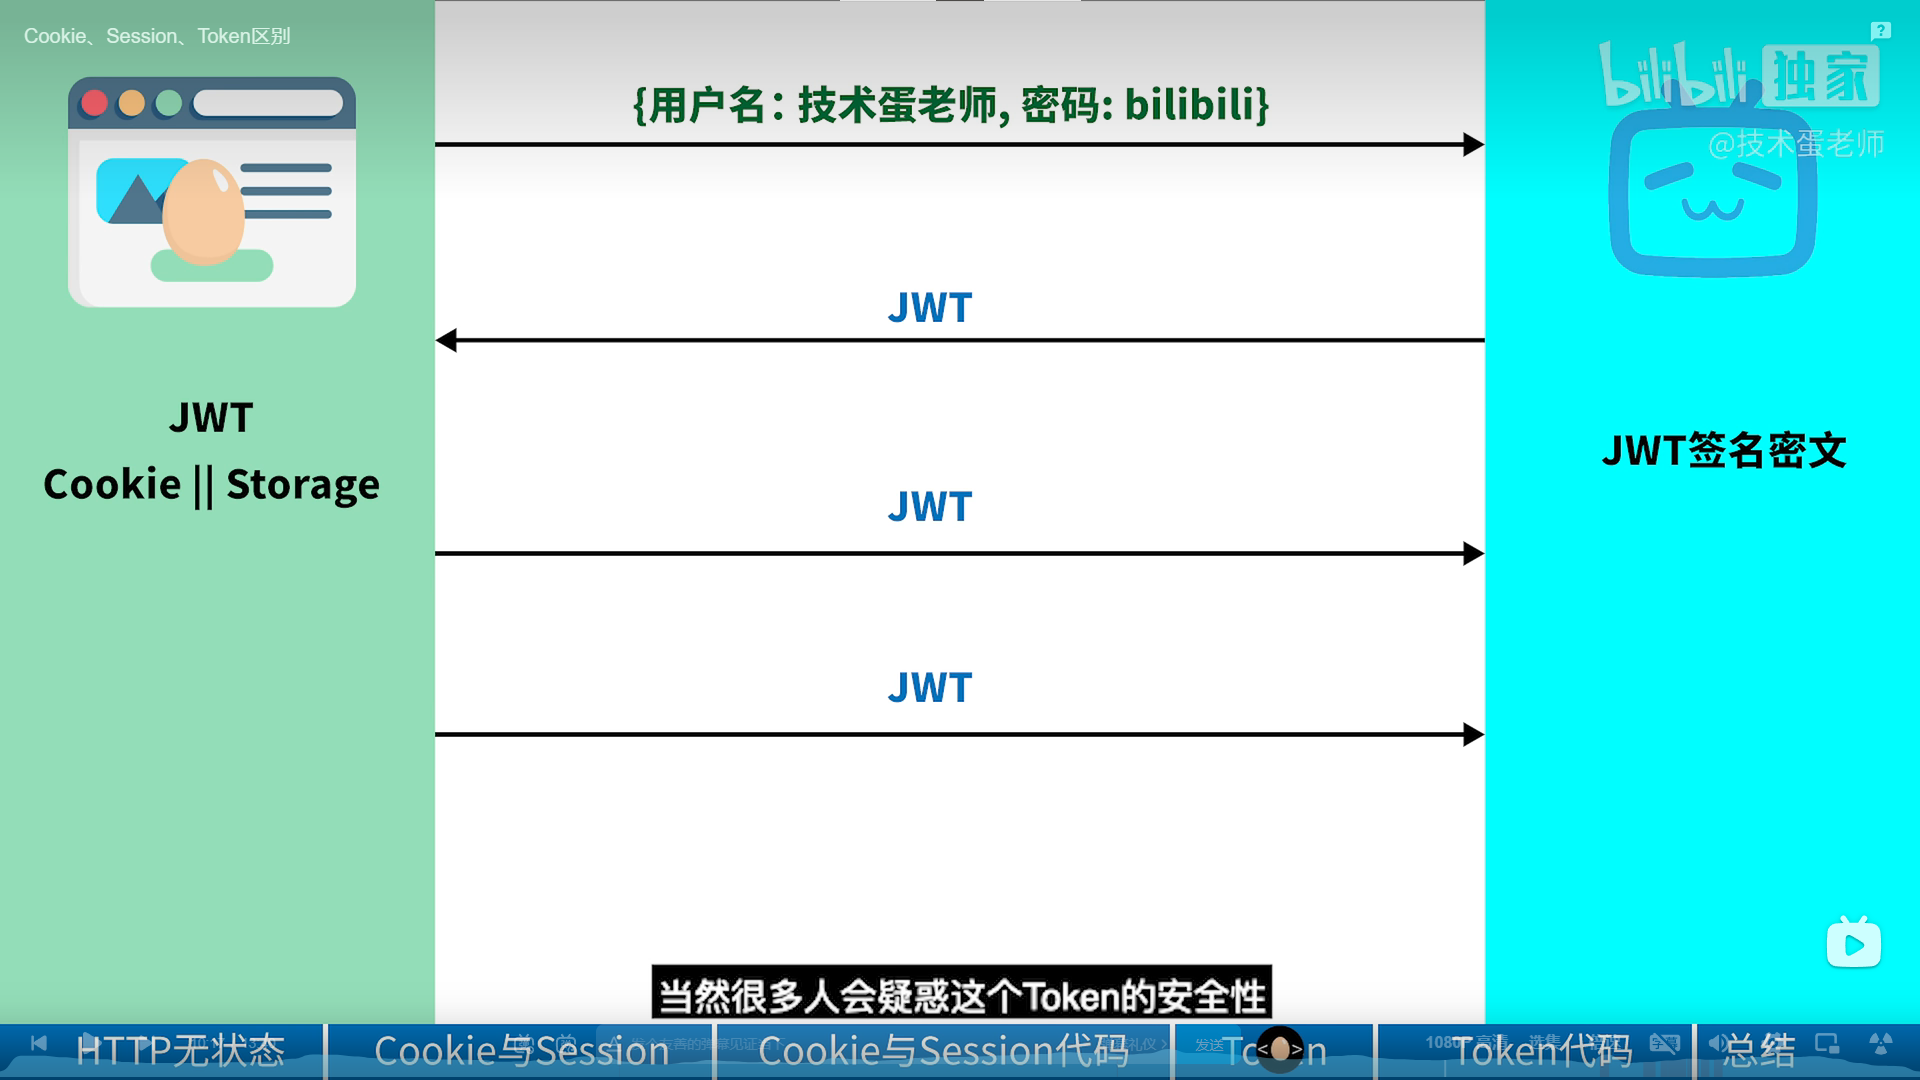 Cookie、Session、Token区别
bilibili 独家
@技术蛋老师
{用户名：技术蛋老师, 密码: bilibili}
JWT
JWT
Cookie || Storage
JWT签名密文
JWT
JWT
当然很多人会疑惑这个Token的安全性
HTTP无状态
Cookie与Session
Cookie与Session代码
发送
Token代码
总结